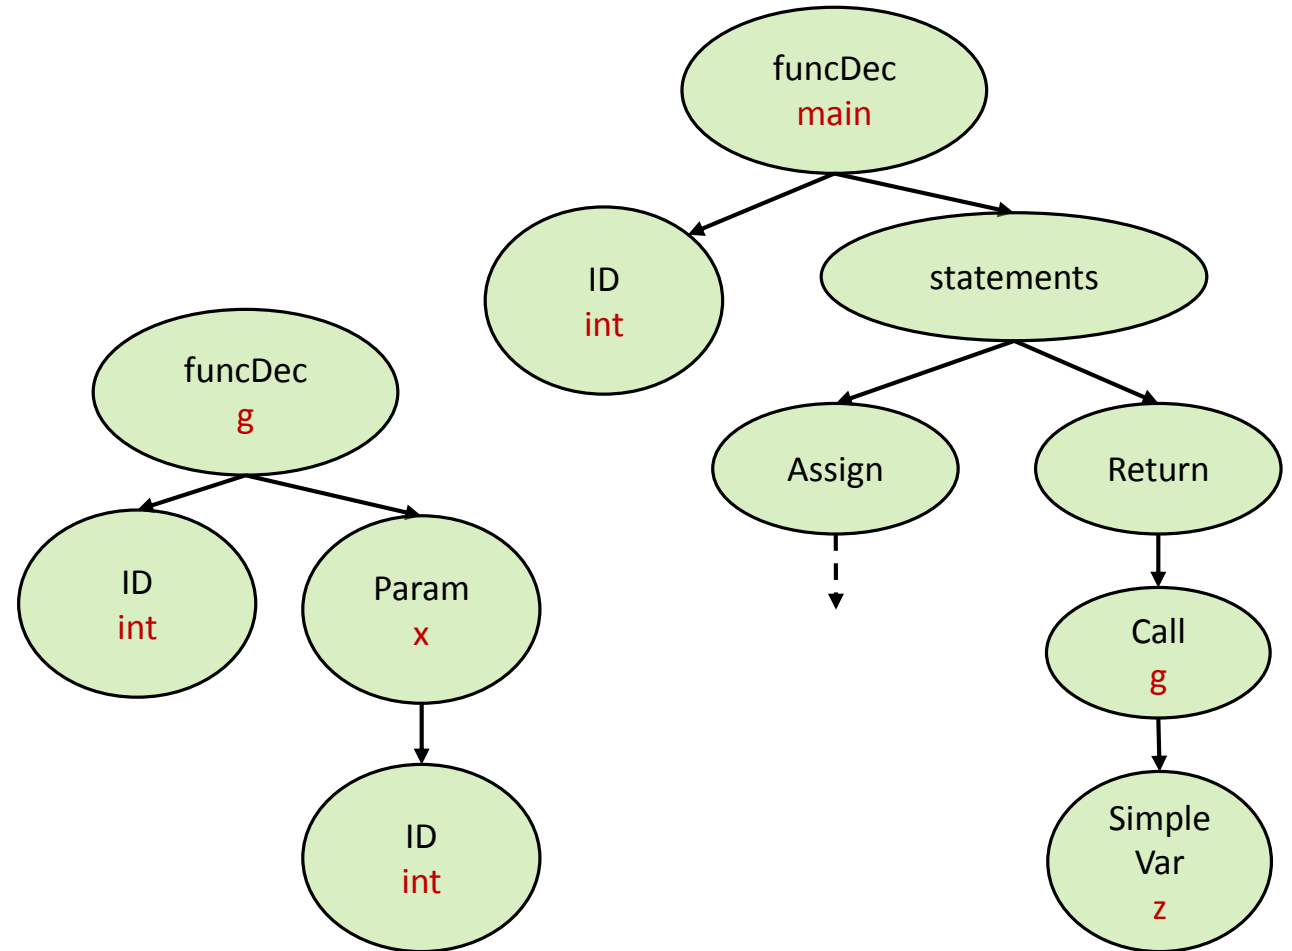 funcDec
main
ID
int
statements
funcDec
g
Assign
Return
ID
int
Param
x
Call
g
ID
int
Simple
Var
z